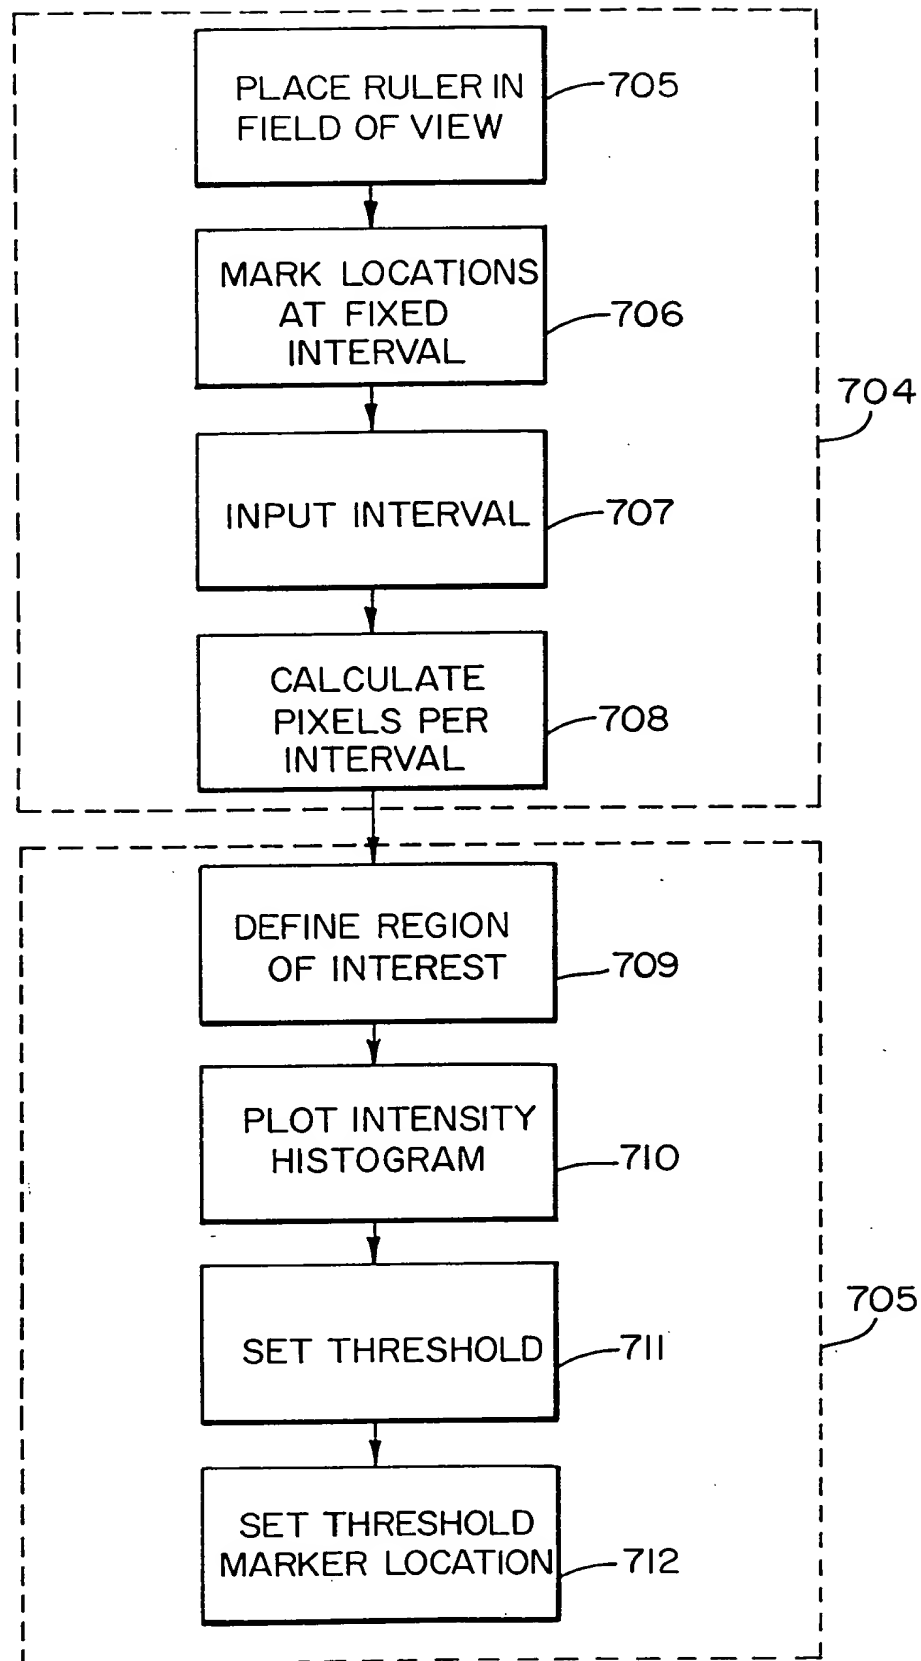 PLACE RULER IN
FIELD OF VIEW
705
MARK LOCATIONS
AT FIXED
INTERVAL
706
704
INPUT INTERVAL
707
CALCULATE
PIXELS PER
INTERVAL
708
DEFINE REGION
OF INTEREST
709
PLOT INTENSITY
HISTOGRAM
710
705
SET THRESHOLD
711
SET THRESHOLD
MARKER LOCATION
712